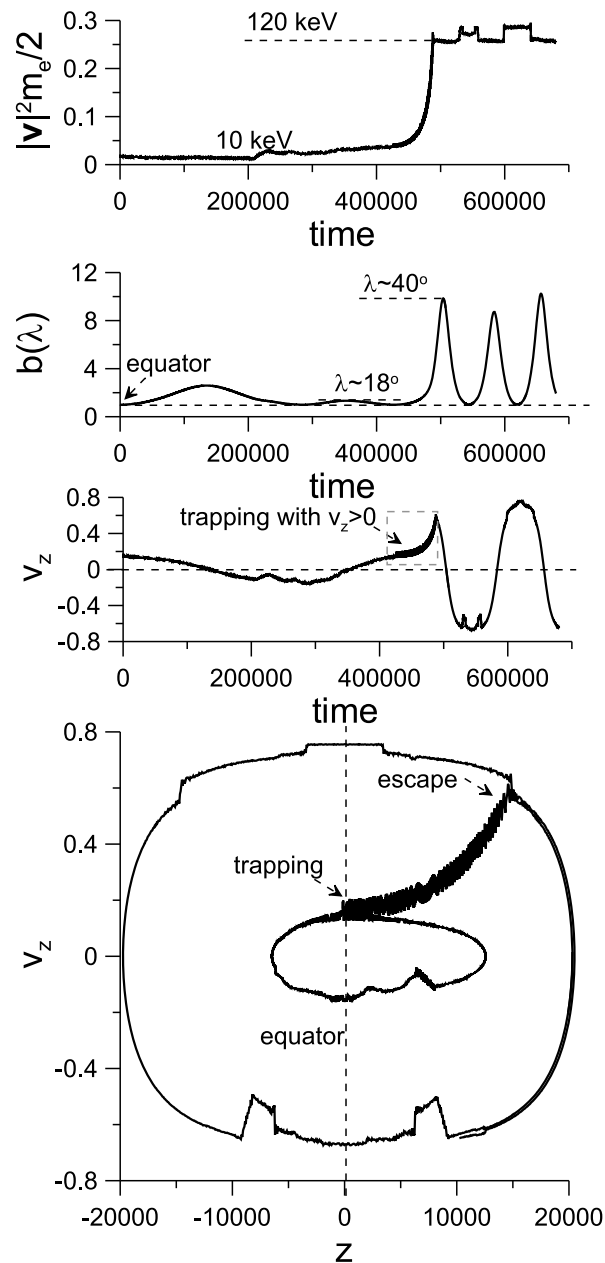 0.3
120 keV
0.2
|v|²mₑ/2
0.1
10 keV
0
0 200000 400000 600000
time
12
λ~40°
8
b(λ)
equator
4
λ~18°
0
0 200000 400000 600000
0.8
trapping with v_z>0
0.4
v_z
0
-0.4
-0.8
0 200000 400000 600000
time
0.8
escape
0.4
trapping
v_z
0
equator
-0.4
-0.8
-20000 -10000 0 10000 20000
z